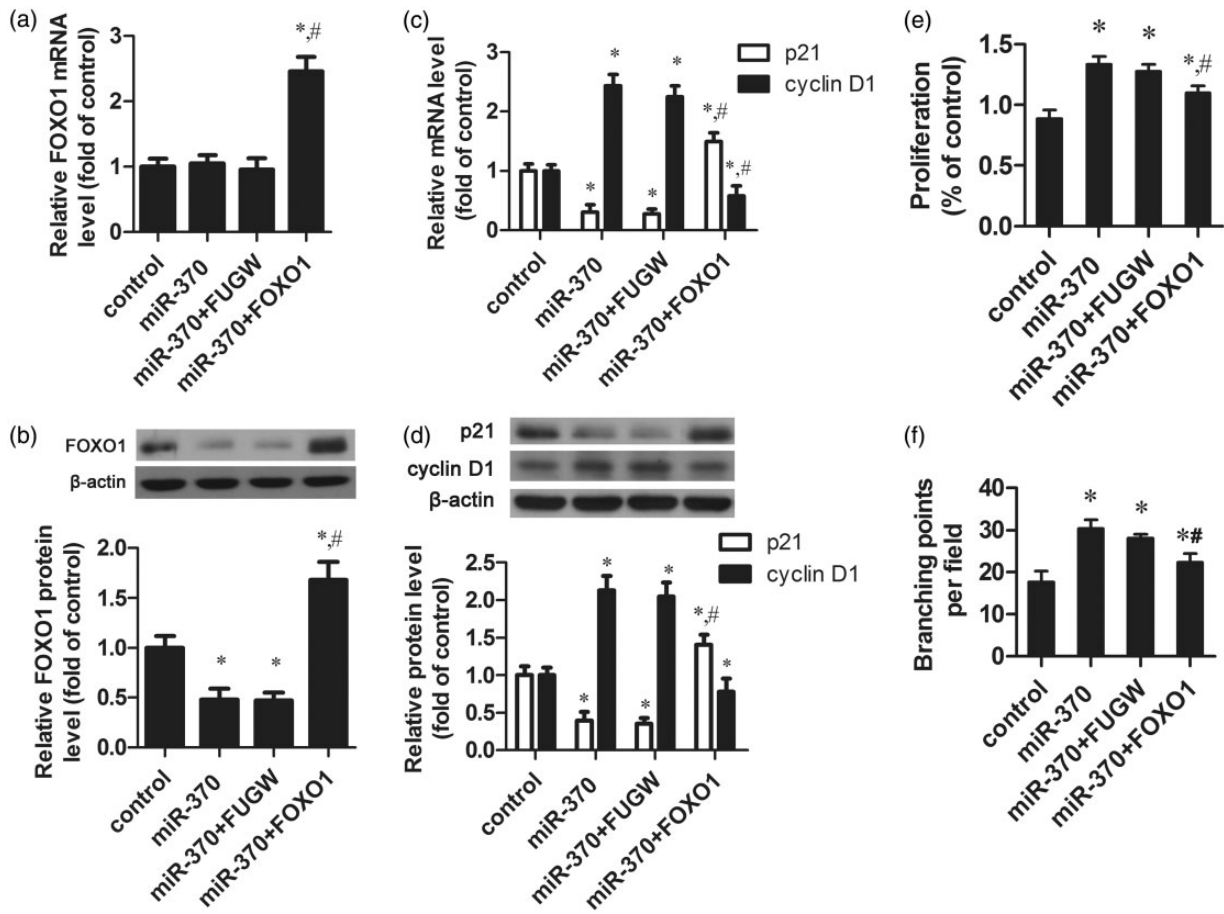 (a)
Relative FOXO1 mRNA
level (fold of control)
3
2
1
0
*,#
control
miR-370
miR-370+FUGW
miR-370+FOXO1
(b)
FOXO1
β-actin
Relative FOXO1 protein
level (fold of control)
2.0
1.5
1.0
0.5
0.0
*
*
*,#
control
miR-370
miR-370+FUGW
miR-370+FOXO1
(c)
Relative mRNA level
(fold of control)
3
2
1
0
p21
cyclin D1
*
*
*
*
*,#
*,#
control
miR-370
miR-370+FUGW
miR-370+FOXO1
(d)
p21
cyclin D1
β-actin
Relative protein level
(fold of control)
2.5
2.0
1.5
1.0
0.5
0.0
p21
cyclin D1
*
*
*
*
*,#
*
control
miR-370
miR-370+FUGW
miR-370+FOXO1
(e)
Proliferation
(% of control)
1.5
1.0
0.5
0.0
*
*
*,#
control
miR-370
miR-370+FUGW
miR-370+FOXO1
(f)
Branching points
per field
40
30
20
10
0
*
*
*#
control
miR-370
miR-370+FUGW
miR-370+FOXO1